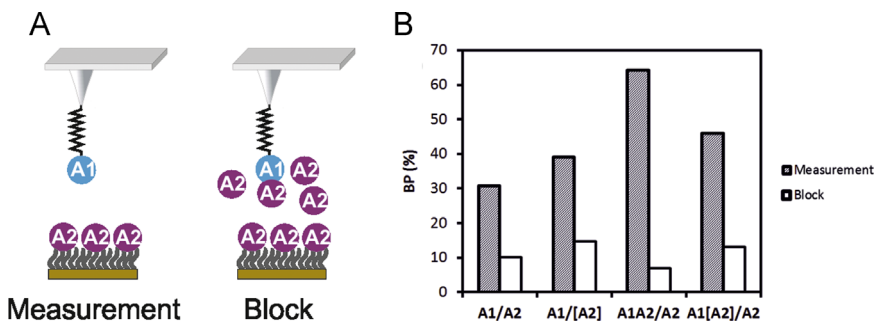 A
A1
A2 A2 A2
Measurement
A1 A2
A2 A2 A2
A2 A2 A2
Block
B
BP (%)
70
60
50
40
30
20
10
0
A1/A2 A1/[A2] A1A2/A2 A1[A2]/A2
Measurement
Block